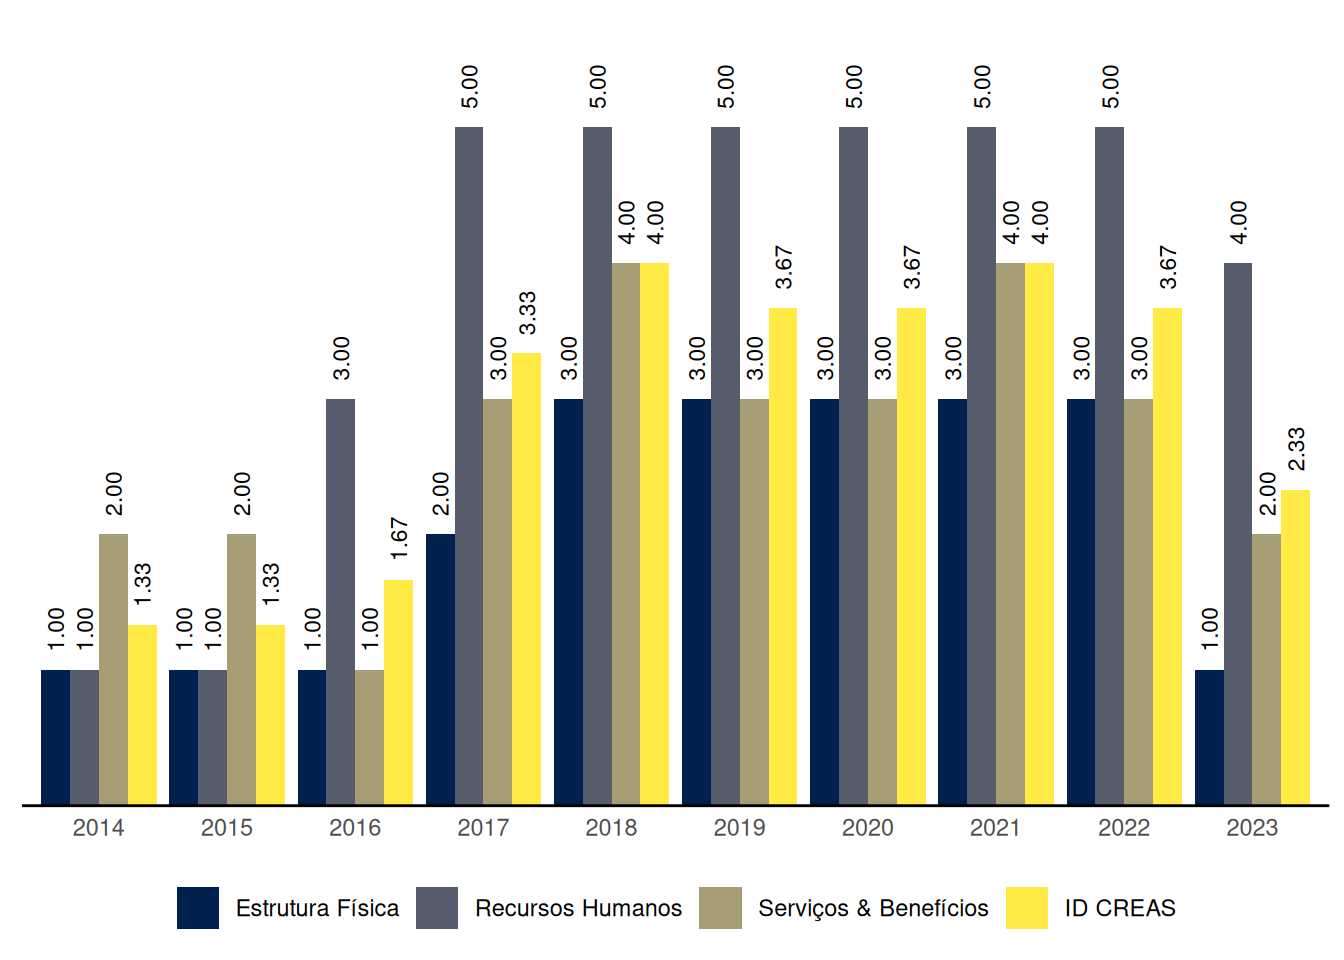 5.00 5.00 5.00 5.00 5.00 5.00
4.00 4.00 4.00 4.00 4.00
3.67 3.67 3.67
3.33
3.00 3.00 3.00 3.00 3.00 3.00 3.00 3.00 3.00 3.00
2.33
2.00 2.00 2.00 2.00
1.67
1.33 1.33
1.00 1.00 1.00 1.00 1.00 1.00 1.00
2014 2015 2016 2017 2018 2019 2020 2021 2022 2023
Estrutura Física Recursos Humanos Serviços & Benefícios ID CREAS